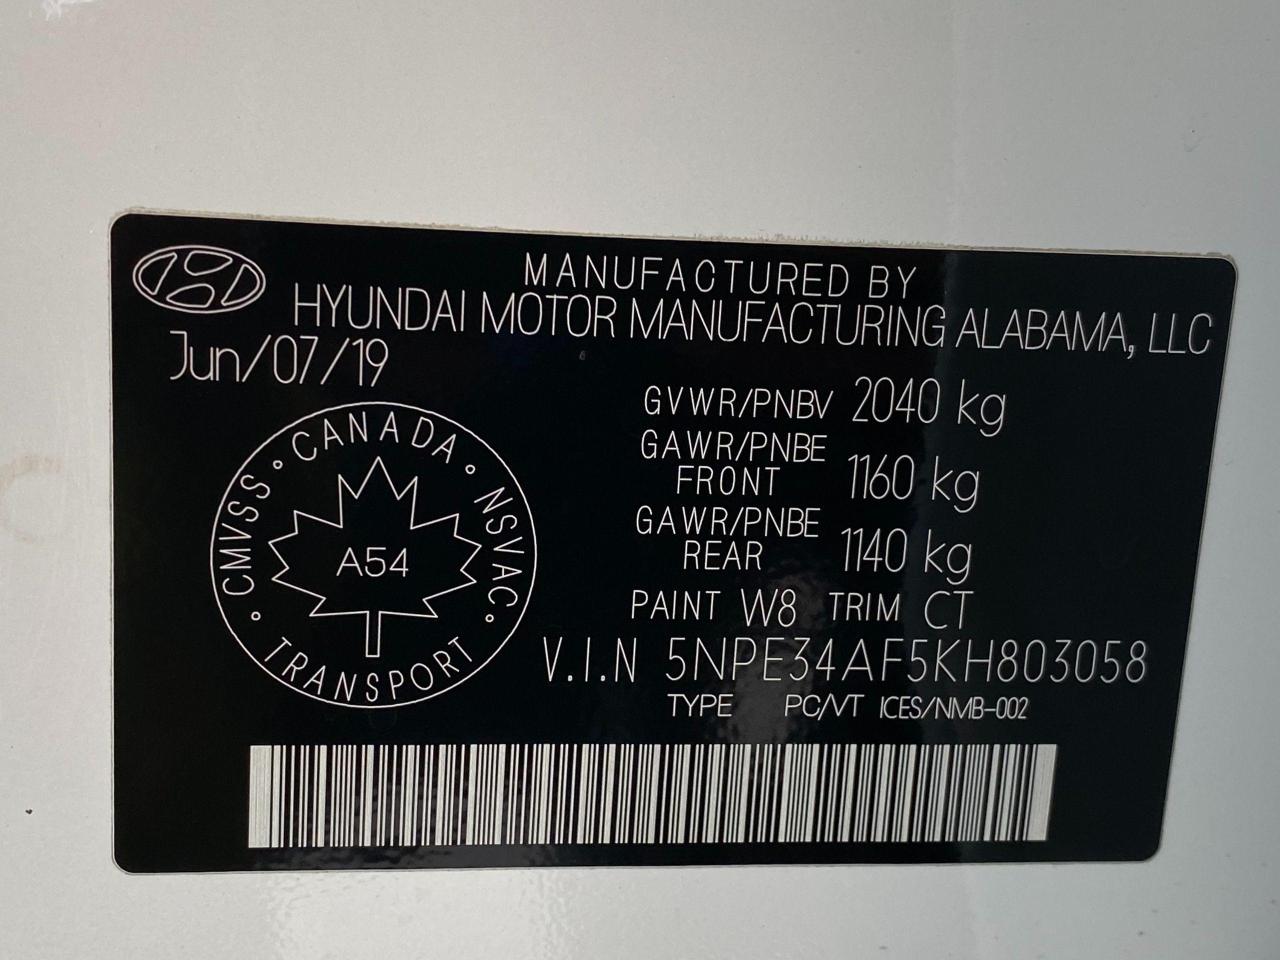 MANUFACTURED BY
HYUNDAI MOTOR MANUFACTURING ALABAMA, LLC
Jun/07/19
GVWR/PNBV 2040 kg
GAWR/PNBE FRONT 1160 kg
GAWR/PNBE REAR 1140 kg
PAINT W8 TRIM CT
V.I.N 5NPE34AF5KH803058
TYPE PC/VT ICES/NMB-002
CANADA
CMVSS
NSVAC
TRANSPORT
A54